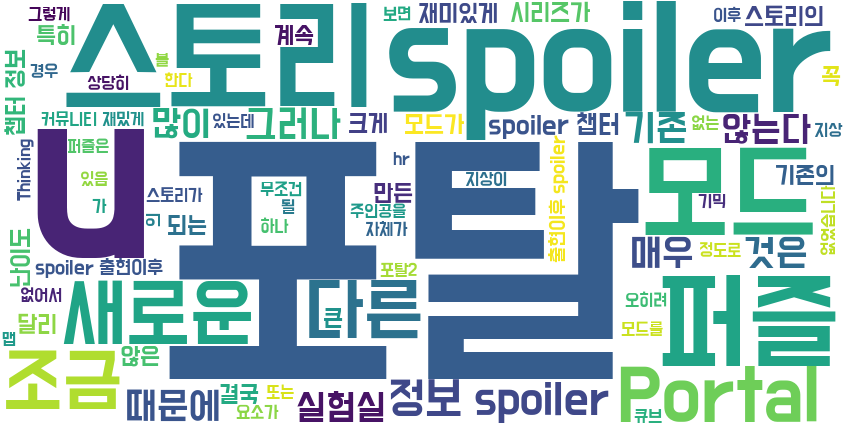 그렇게 스토리 spoiler 보면 재미있게 시리즈가 이후 스토리의
특히 계속 볼 꼭
챕터 정보 경우 상당히 한다
커뮤니티 재밌게 많이 있는데 그러나 크게 모드가 spoiler 챕터 기존 없는 않는다 지상
Thinking 퍼즐은 u 포탈 hr 모드
있음 스토리가 무조건 만든 지상이 기존의
가 될 주인공을 기믹
이 되는 하나 자체가 출현이후 spoiler 매우 정도로 것은 없었습니다
난이도 spoiler 출현이후 포탈2
없어서 새로운 큰 다른 오히려 퍼즐
맵 달리 모드를
조금 않은
때문에 결국 또는 실험실 정보 spoiler Portal
요소가 큐브